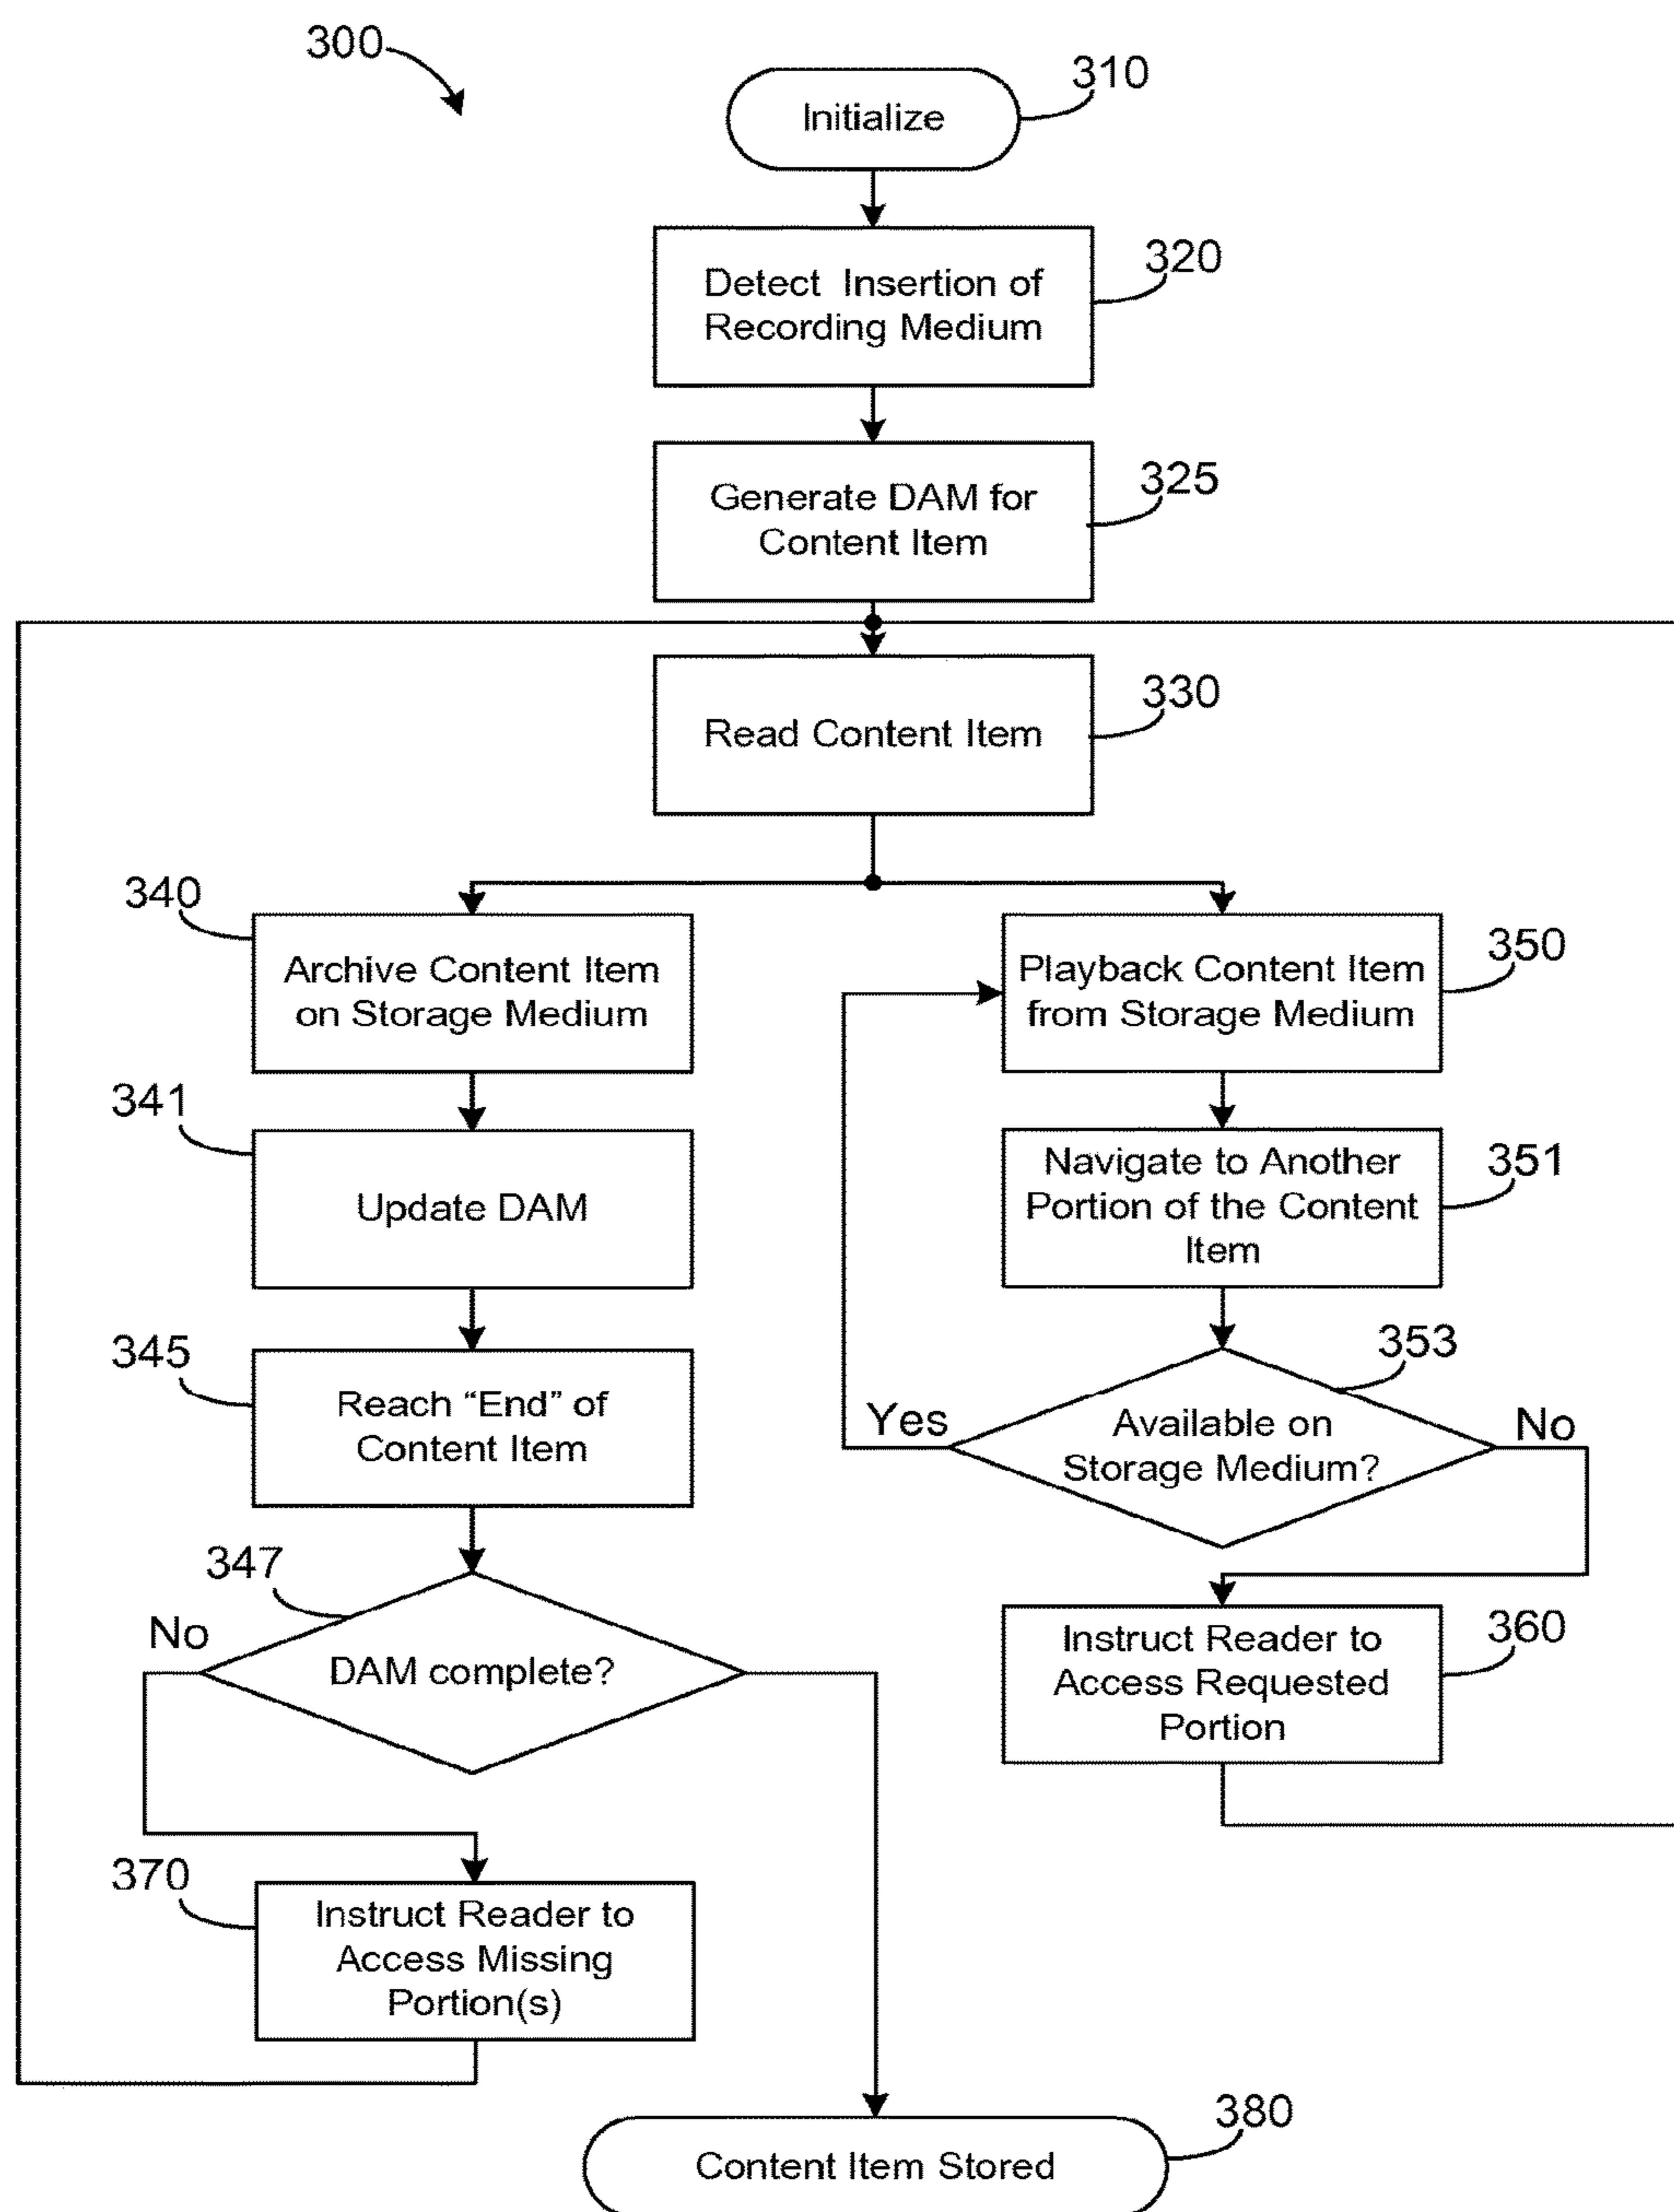 300
310
Initialize
320
Detect Insertion of
Recording Medium
325
Generate DAM for
Content Item
330
Read Content Item
340
Archive Content Item
on Storage Medium
350
Playback Content Item
from Storage Medium
341
Update DAM
351
Navigate to Another
Portion of the Content
Item
345
Reach “End” of
Content Item
353
Yes
Available on
Storage Medium?
No
347
No
DAM complete?
360
Instruct Reader to
Access Requested
Portion
370
Instruct Reader to
Access Missing
Portion(s)
380
Content Item Stored